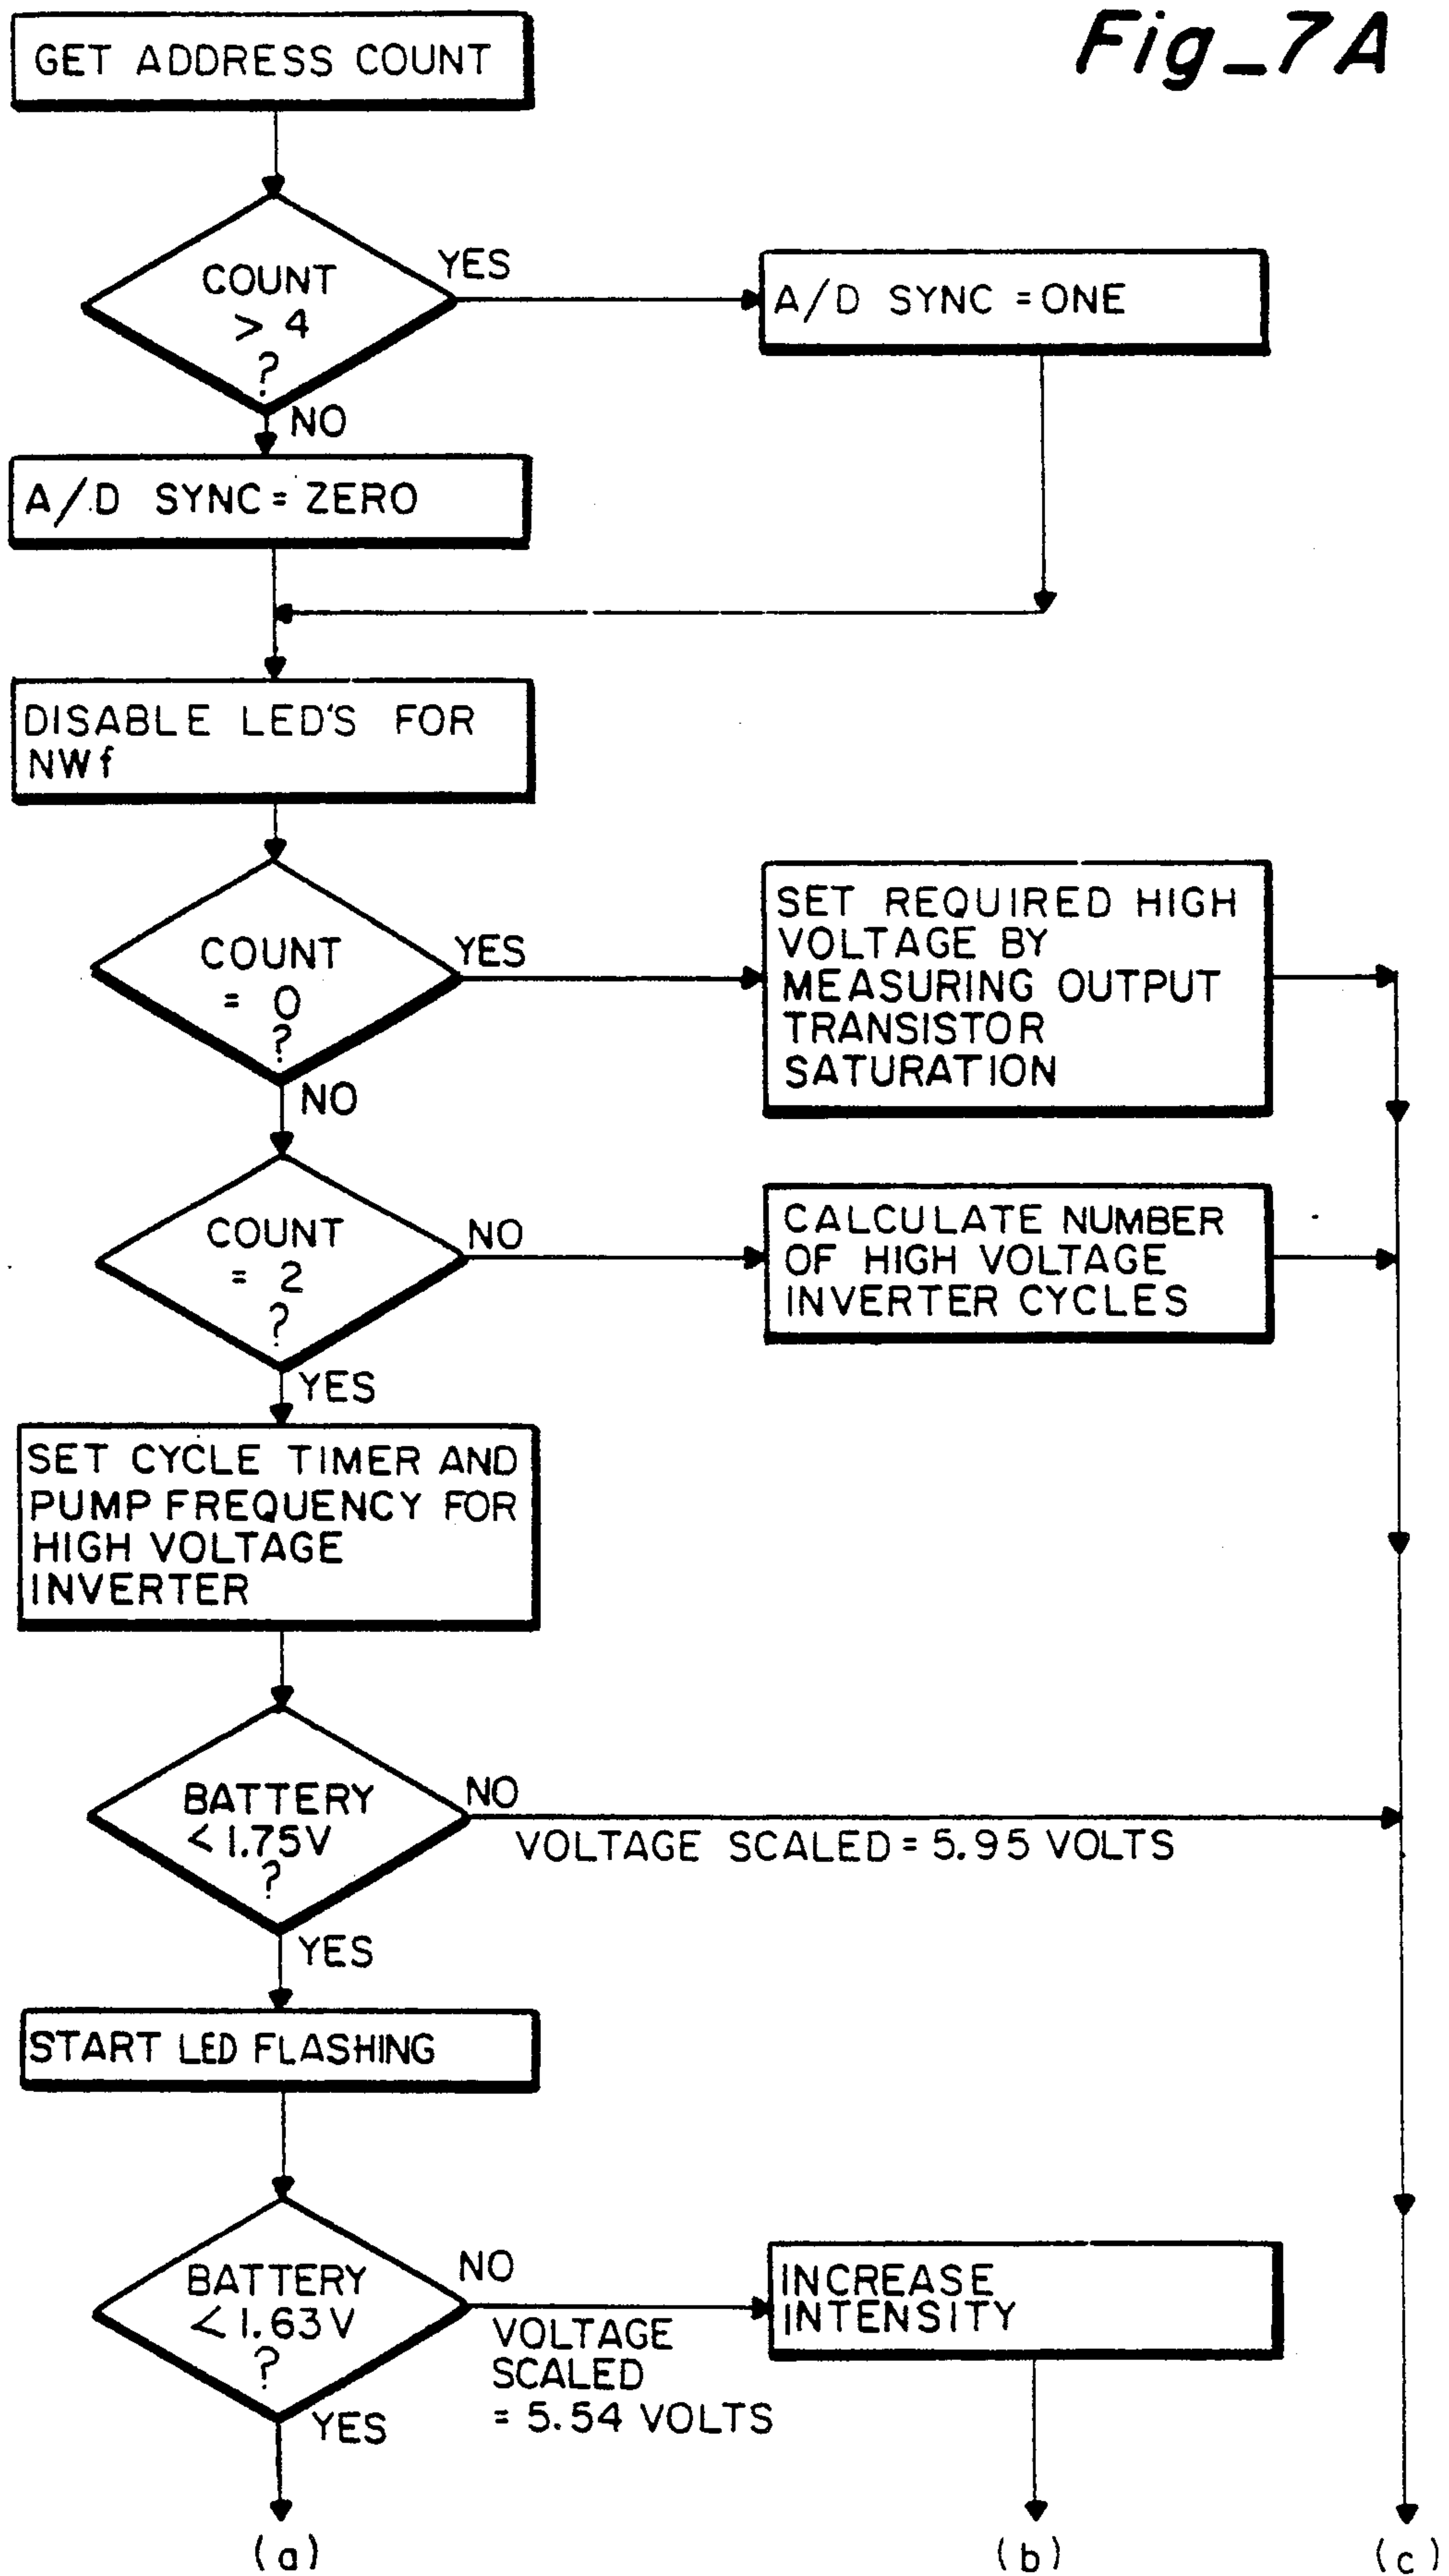 Fig_7A
GET ADDRESS COUNT
COUNT
> 4
?
YES
A/D SYNC = ONE
NO
A/D SYNC = ZERO
DISABLE LED'S FOR
NWf
COUNT
= 0
?
YES
SET REQUIRED HIGH
VOLTAGE BY
MEASURING OUTPUT
TRANSISTOR
SATURATION
NO
COUNT
= 2
?
NO
CALCULATE NUMBER
OF HIGH VOLTAGE
INVERTER CYCLES
YES
SET CYCLE TIMER AND
PUMP FREQUENCY FOR
HIGH VOLTAGE
INVERTER
BATTERY
< 1.75V
?
NO
VOLTAGE SCALED = 5.95 VOLTS
YES
START LED FLASHING
BATTERY
< 1.63V
?
NO
VOLTAGE
SCALED
= 5.54 VOLTS
INCREASE
INTENSITY
YES
(a)
(b)
(c)